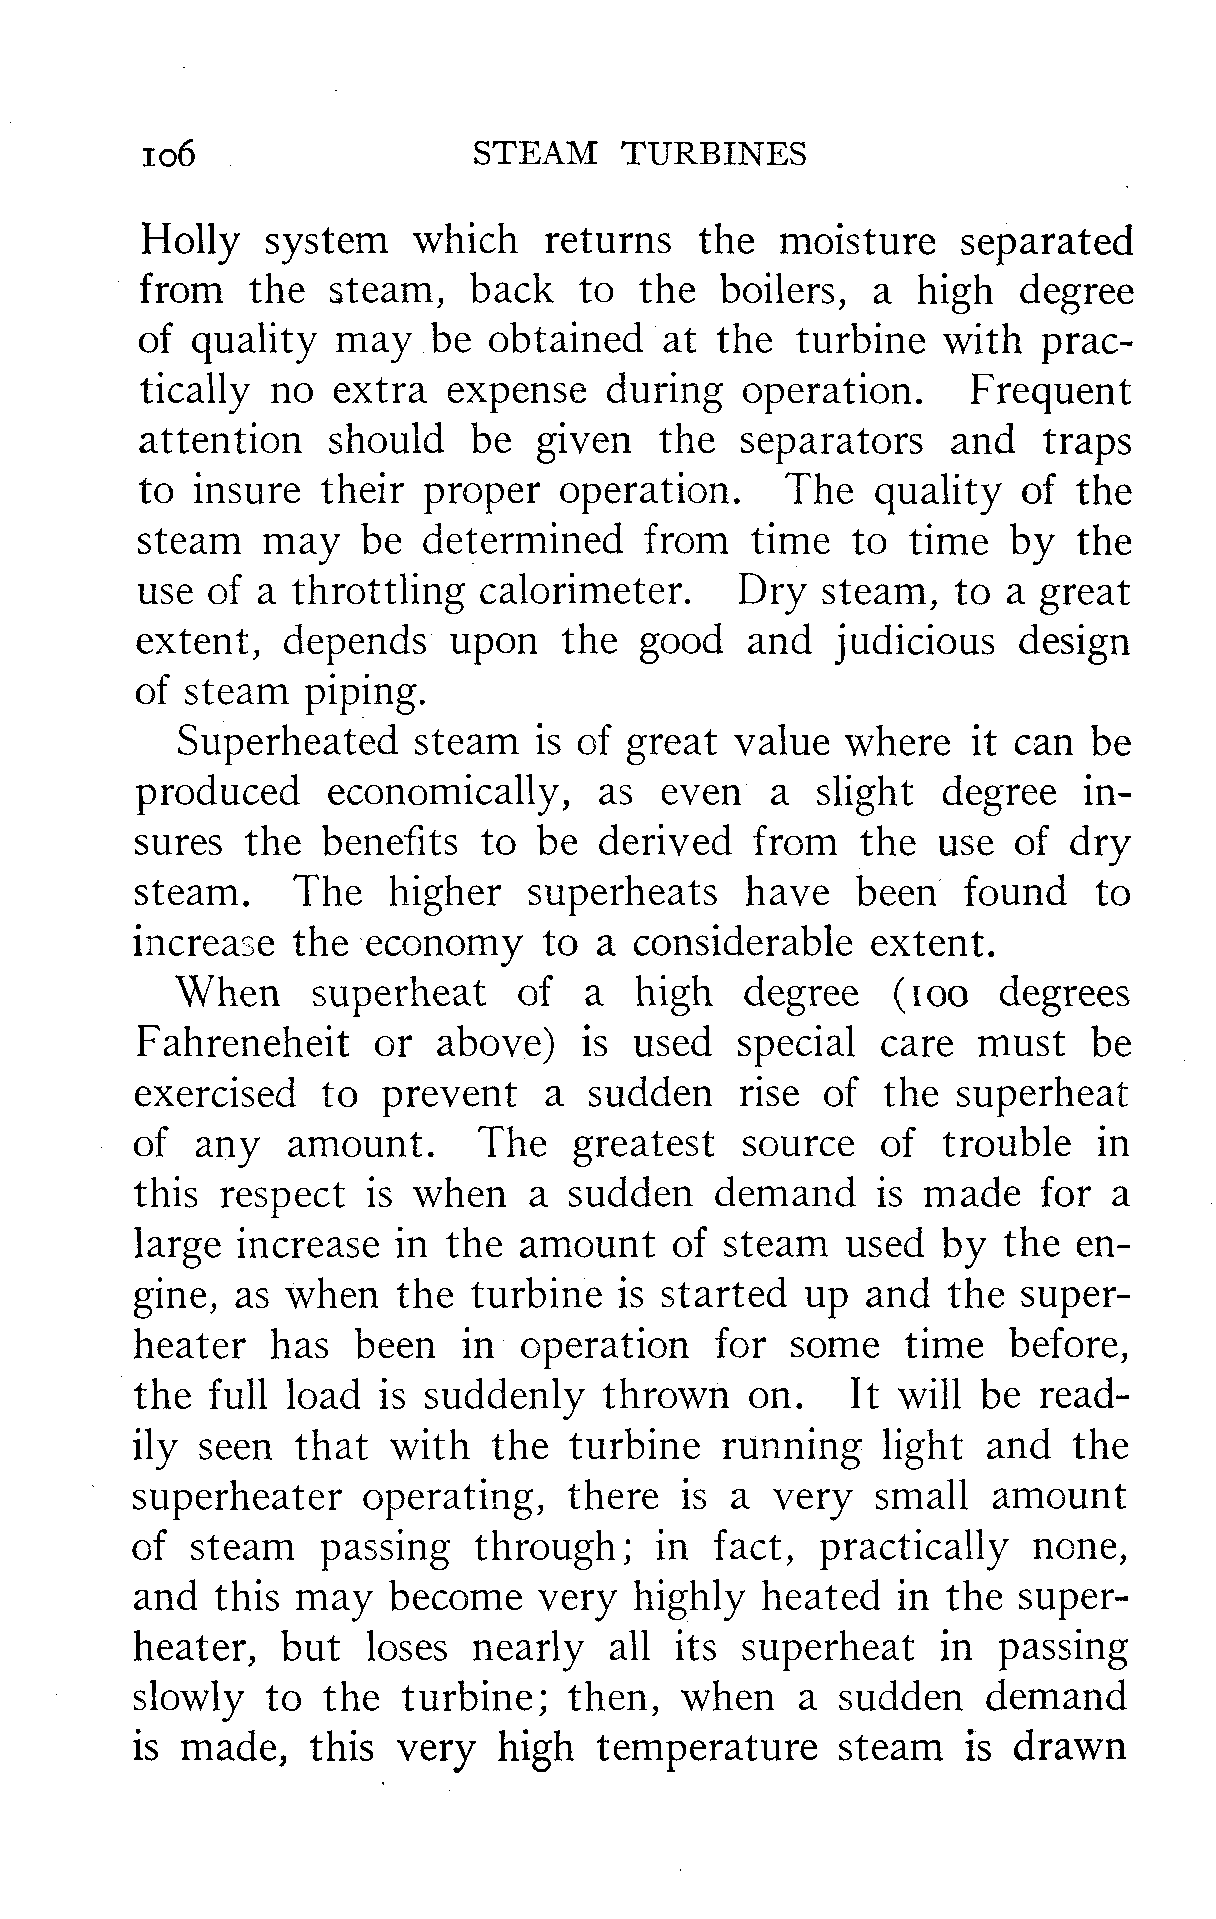 106 STEAM TURBINES
Holly system which returns the moisture separated
from the steam, back to the boilers, a high degree
of quality may be obtained at the turbine with prac-
tically no extra expense during operation. Frequent
attention should be given the separators and traps
to insure their proper operation. The quality of the
steam may be determined from time to time by the
use of a throttling calorimeter. Dry steam, to a great
extent, depends upon the good and judicious design
of steam piping.
Superheated steam is of great value where it can be
produced economically, as even a slight degree in-
sures the benefits to be derived from the use of dry
steam. The higher superheats have been found to
increase the economy to a considerable extent.
When superheat of a high degree (100 degrees
Fahreneheit or above) is used special care must be
exercised to prevent a sudden rise of the superheat
of any amount. The greatest source of trouble in
this respect is when a sudden demand is made for a
large increase in the amount of steam used by the en-
gine, as when the turbine is started up and the super-
heater has been in operation for some time before,
the full load is suddenly thrown on. It will be read-
ily seen that with the turbine running light and the
superheater operating, there is a very small amount
of steam passing through; in fact, practically none,
and this may become very highly heated in the super-
heater, but loses nearly all its superheat in passing
slowly to the turbine; then, when a sudden demand
is made, this very high temperature steam is drawn